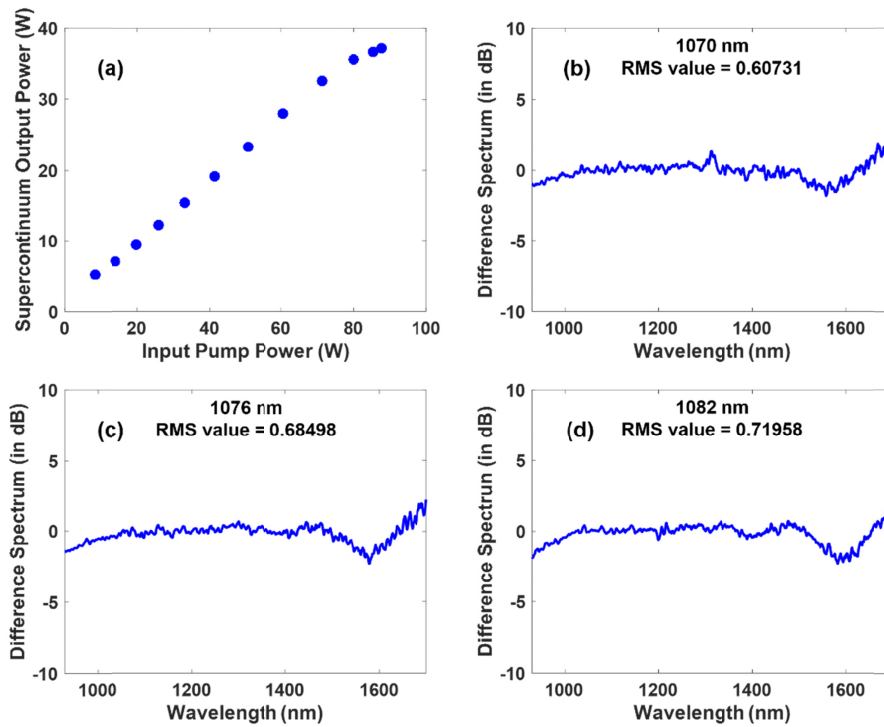 (a)
Supercontinuum Output Power (W)
40
30
20
10
0
0 20 40 60 80 100
Input Pump Power (W)
(b)
1070 nm
RMS value = 0.60731
Difference Spectrum (in dB)
10
5
0
-5
-10
1000 1200 1400 1600
Wavelength (nm)
(c)
1076 nm
RMS value = 0.68498
Difference Spectrum (in dB)
10
5
0
-5
-10
1000 1200 1400 1600
Wavelength (nm)
(d)
1082 nm
RMS value = 0.71958
Difference Spectrun (in dB)
10
5
0
-5
-10
1000 1200 1400 1600
Wavelength (nm)